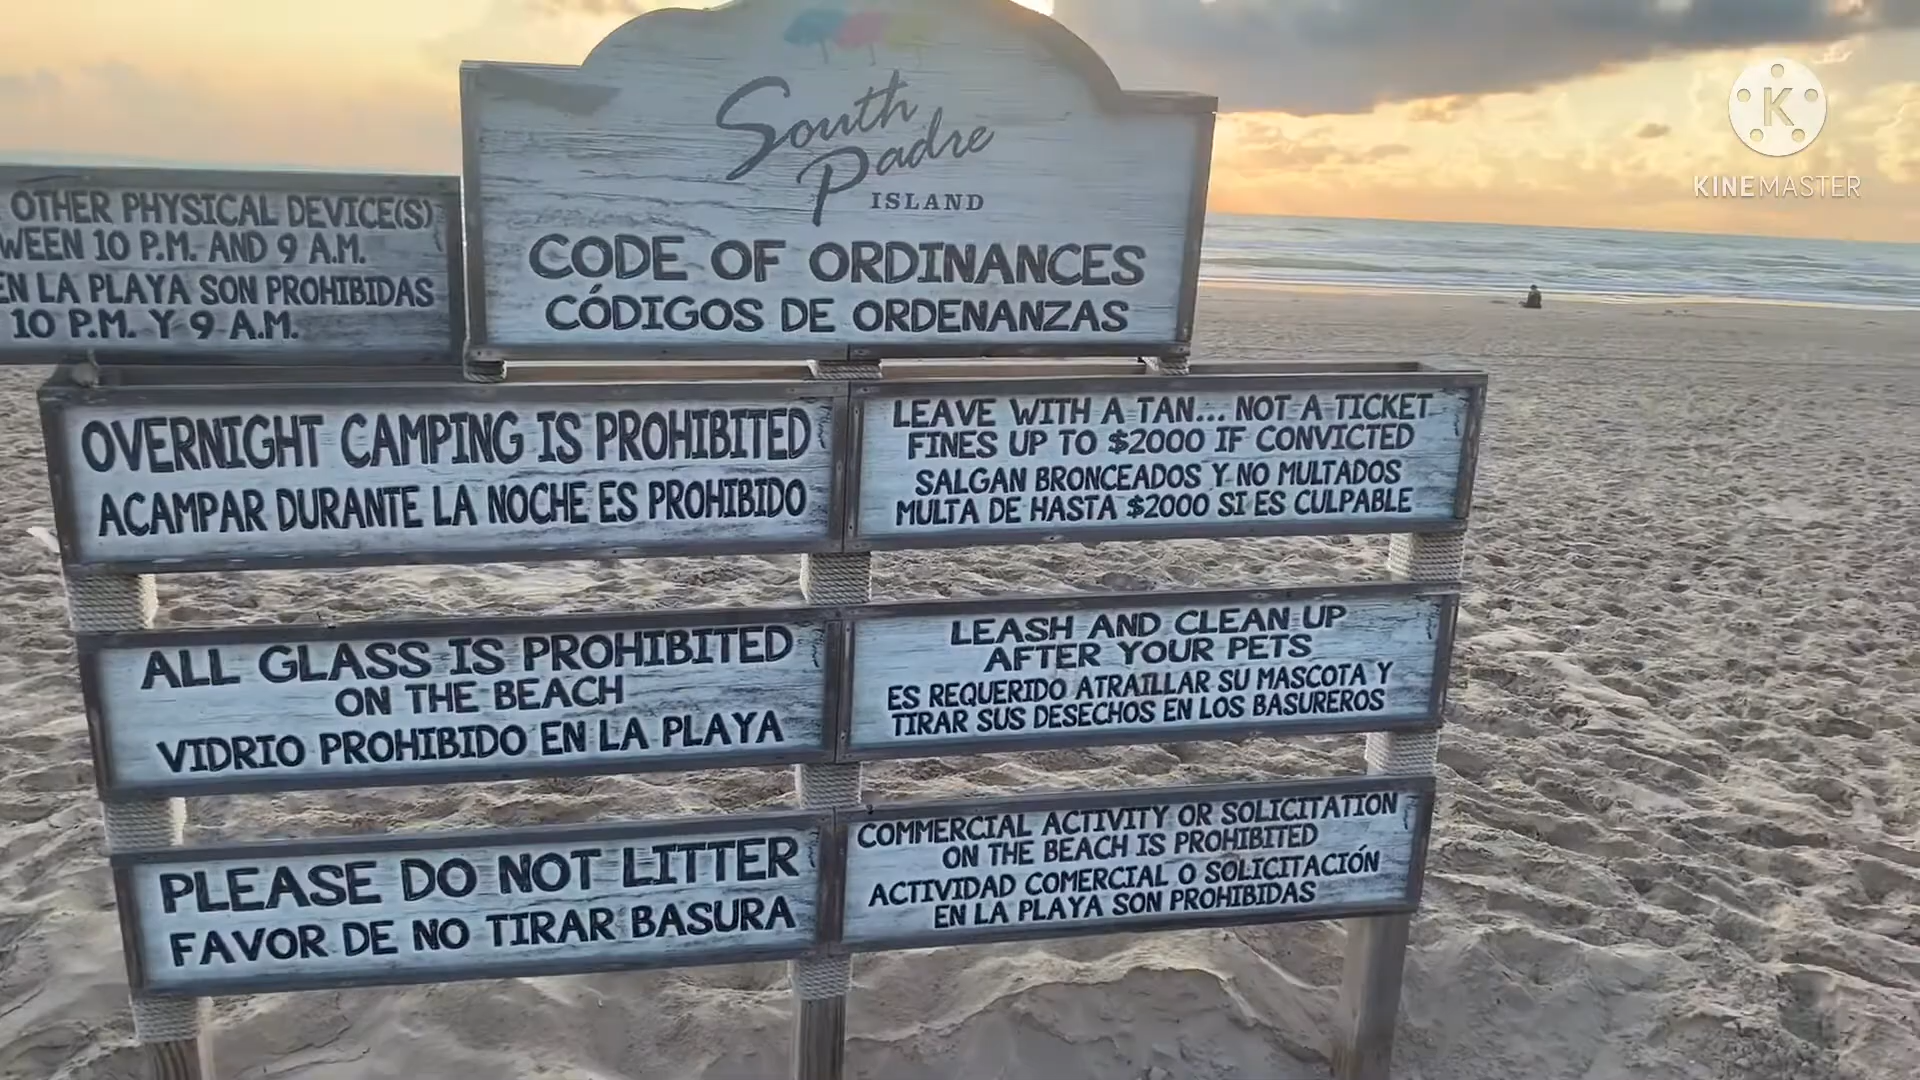 OTHER PHYSICAL DEVICE(S)
10 P.M. AND 9 A.M.
EN LA PLAYA SON PROHIBIDAS
10 P.M. Y 9 A.M.
South
Padre
ISLAND
CODE OF ORDINANCES
CÓDIGOS DE ORDENANZAS
OVERNIGHT CAMPING IS PROHIBITED
ACAMPAR DURANTE LA NOCHE ES PROHIBIDO
LEAVE WITH A TAN... NOT A TICKET
FINES UP TO $2000 IF CONVICTED
SALGAN BRONCEADOS Y NO MULTADOS
MULTA DE HASTA $2000 SI ES CULPABLE
ALL GLASS IS PROHIBITED
ON THE BEACH
VIDRIO PROHIBIDO EN LA PLAYA
LEASH AND CLEAN UP
AFTER YOUR PETS
ES REQUERIDO ATRAILLAR SU MASCOTA Y
TIRAR SUS DESECHOS EN LOS BASUREROS
PLEASE DO NOT LITTER
FAVOR DE NO TIRAR BASURA
COMMERCIAL ACTIVITY OR SOLICITATION
ON THE BEACH IS PROHIBITED
ACTIVIDAD COMERCIAL O SOLICITACIÓN
EN LA PLAYA SON PROHIBIDAS
K
KINEMASTER